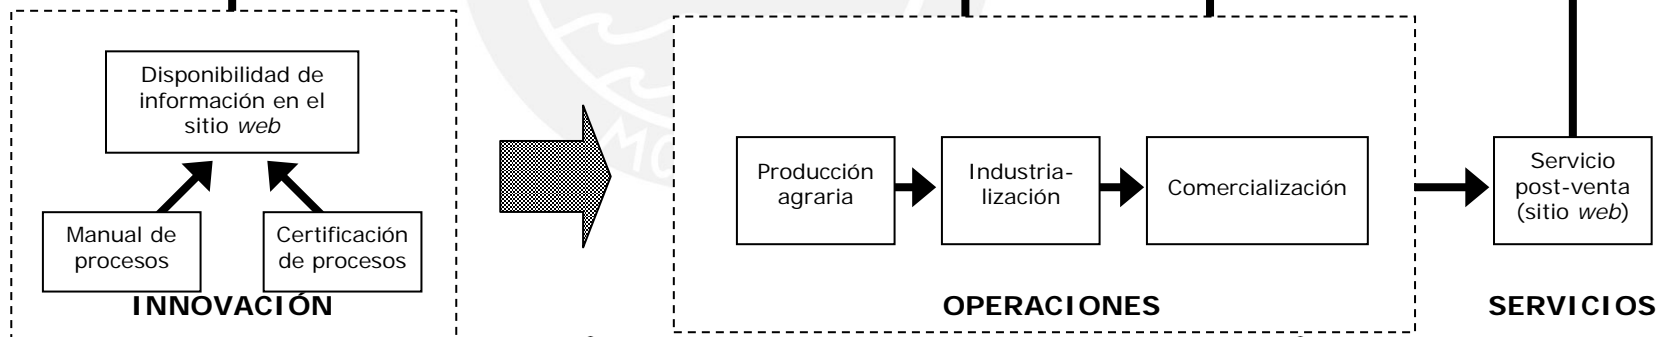 Disponibilidad de
información en el
sitio web
Manual de
procesos
Certificación
de procesos
INNOVACIÓN
Producción
agraria
Industria-
lización
Comercialización
OPERACIONES
Servicio
post-venta
(sitio web)
SERVICIOS